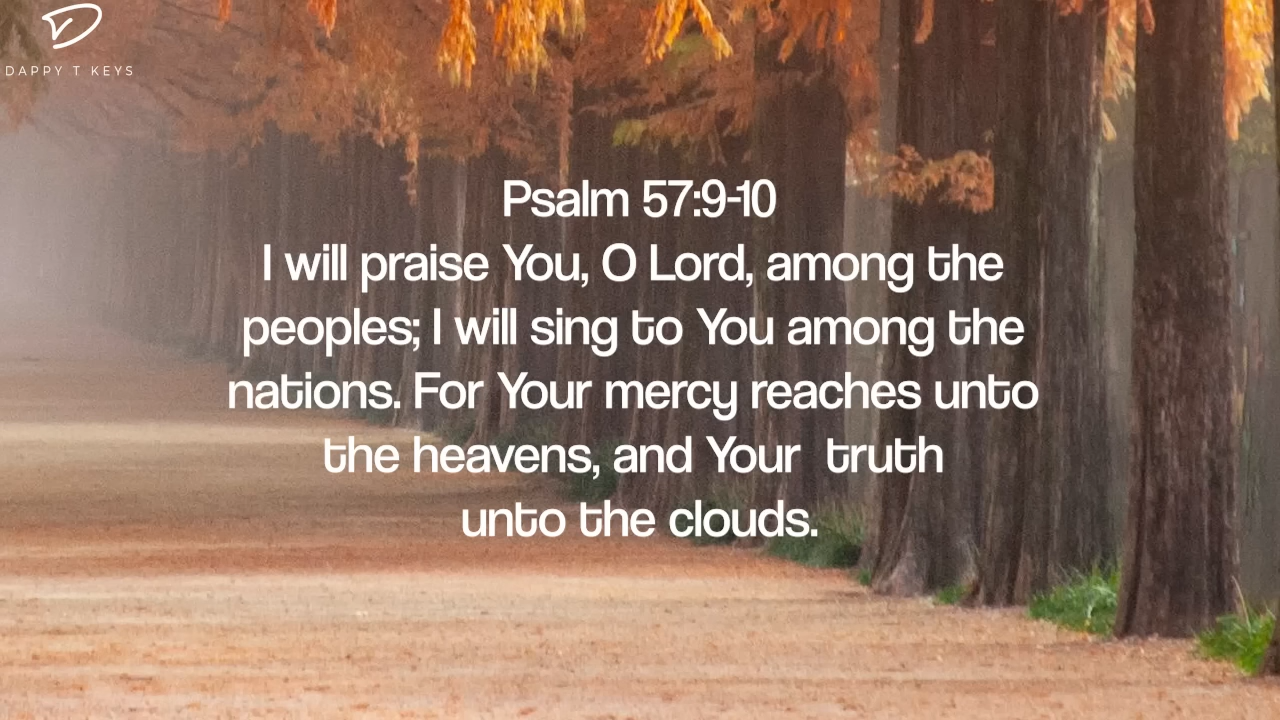 DAPPY T KEYS
Psalm 57:9-10
I will praise You, O Lord, among the
peoples; I will sing to You among the
nations. For Your mercy reaches unto
the heavens, and Your  truth
unto the clouds.